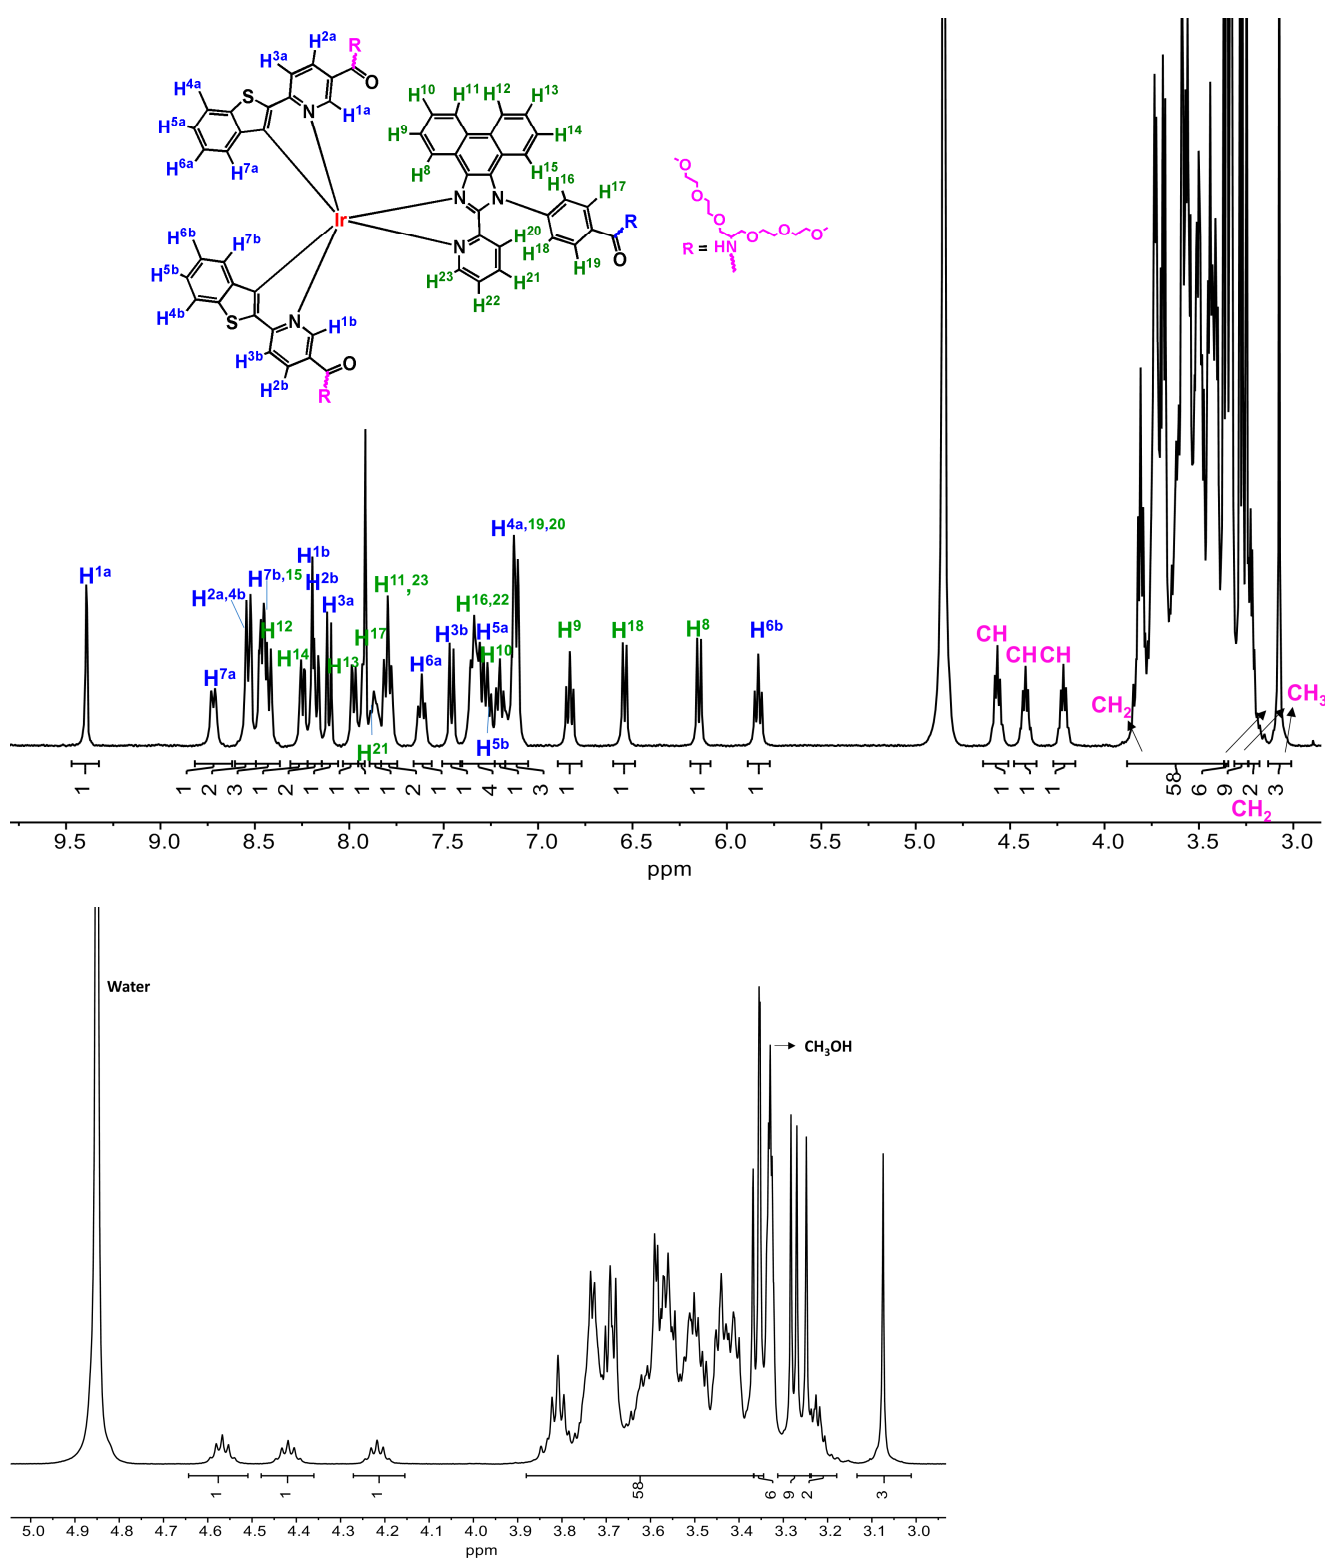 R
H2a
H3a
O
H4a
S
N
H1a
H5a
H6a
H7a
H10
H11
H12
H13
H9
H14
H8
H15
N
N
H16
H17
R
O
H18
H19
Ir
N
H20
H21
H22
H23
H6b
H7b
H5b
H4b
S
N
H1b
H3b
H2b
O
R
O
O
O
O
O
O
R = HN
H1a
H7a
H2a,4b
H7b,15
H12
H14
H1b
H2b
H3a
H13
H17
H21
H11,23
H6a
H3b
H16,22
H5a
H10
H5b
H4a,19,20
H9
H18
H8
H6b
CH
CH
CH
CH2
CH3
1
1
2
3
1
2
1
1
1
2
1
1
4
1
3
1
1
1
1
1
1
1
58
6
9
2
3
CH2
9.5 9.0 8.5 8.0 7.5 7.0 6.5 6.0 5.5 5.0 4.5 4.0 3.5 3.0
ppm
Water
CH3OH
1
1
1
58
6
9
2
3
5.0 4.9 4.8 4.7 4.6 4.5 4.4 4.3 4.2 4.1 4.0 3.9 3.8 3.7 3.6 3.5 3.4 3.3 3.2 3.1 3.0
ppm